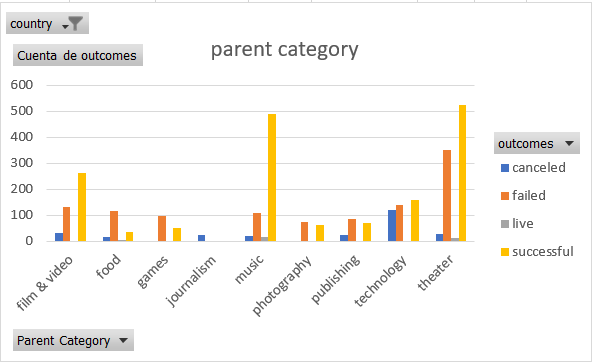 country
Cuenta de outcomes
parent category
600
500
400
300
200
100
0
film & video
food
games
journalism
music
photography
publishing
technology
theater
outcomes
canceled
failed
live
successful
Parent Category